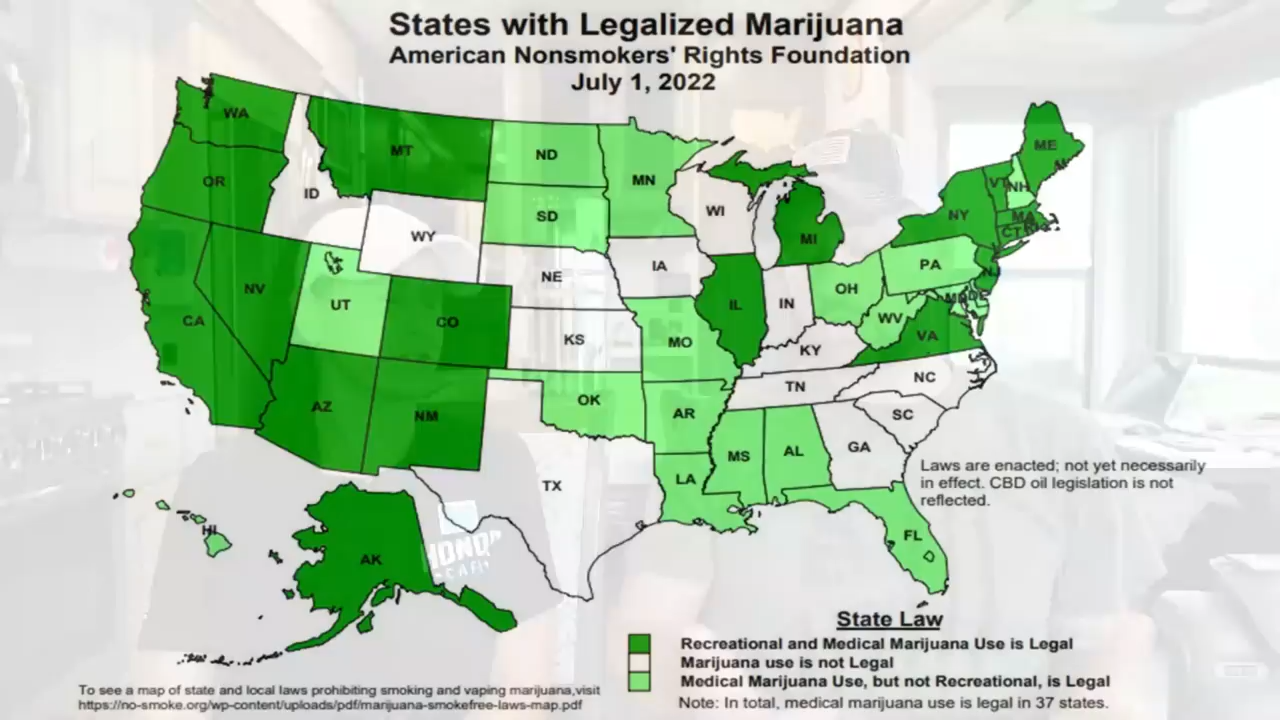 States with Legalized Marijuana
American Nonsmokers' Rights Foundation
July 1, 2022
WA
MT
ND
MN
ME
OR
ID
SD
WI
VT
NH
NY
MA
CT
RI
WY
MI
IA
PA
NJ
NE
NV
UT
CO
IL
IN
OH
MD
DE
WV
VA
CA
KS
MO
KY
NC
TN
AZ
NM
OK
AR
SC
MS
AL
GA
TX
LA
Laws are enacted; not yet necessarily
in effect. CBD oil legislation is not
reflected.
HI
AK
FL
State Law
Recreational and Medical Marijuana Use is Legal
Marijuana use is not Legal
Medical Marijuana Use, but not Recreational, is Legal
Note: In total, medical marijuana use is legal in 37 states.
To see a map of state and local laws prohibiting smoking and vaping marijuana,visit
https://no-smoke.org/wp-content/uploads/pdf/marijuana-smokefree-laws-map.pdf